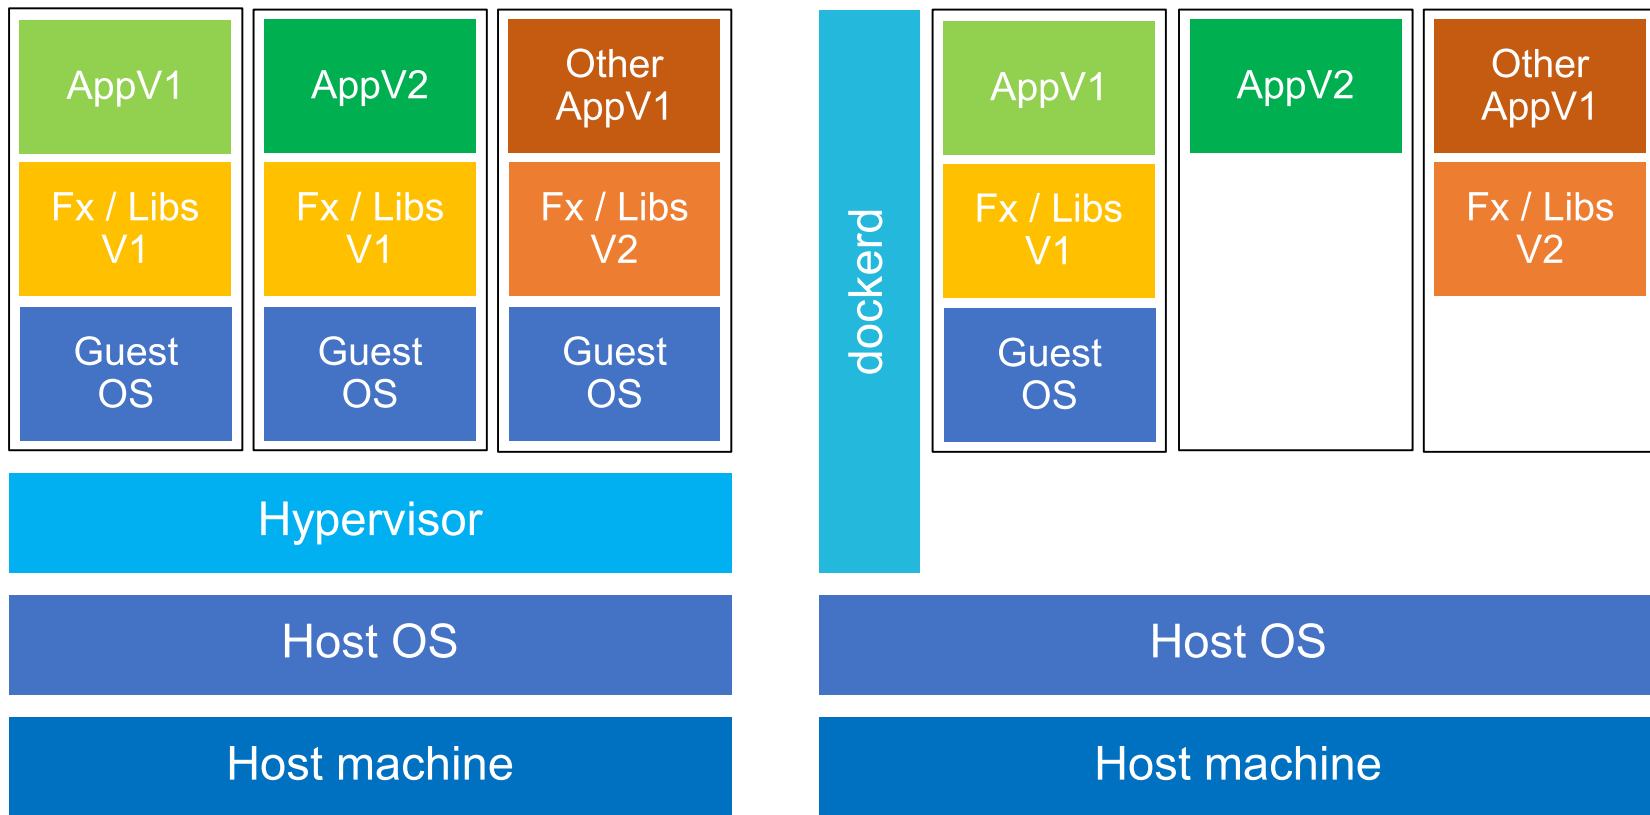 AppV1
Fx / Libs
V1
Guest
OS
AppV2
Fx / Libs
V1
Guest
OS
Other
AppV1
Fx / Libs
V2
Guest
OS
Hypervisor
Host OS
Host machine
dockerd
AppV1
Fx / Libs
V1
Guest
OS
AppV2
Other
AppV1
Fx / Libs
V2
Host OS
Host machine